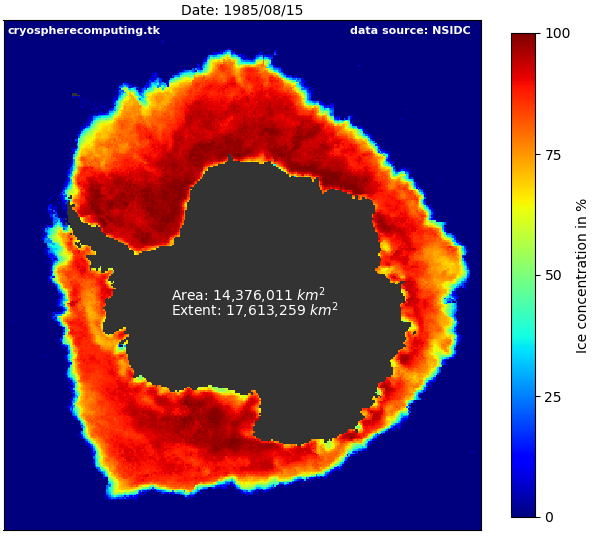 Date: 1985/08/15
cryospherecomputing.tk
data source: NSIDC
Area: 14,376,011 km²
Extent: 17,613,259 km²
100
75
50
25
0
Ice concentration in %